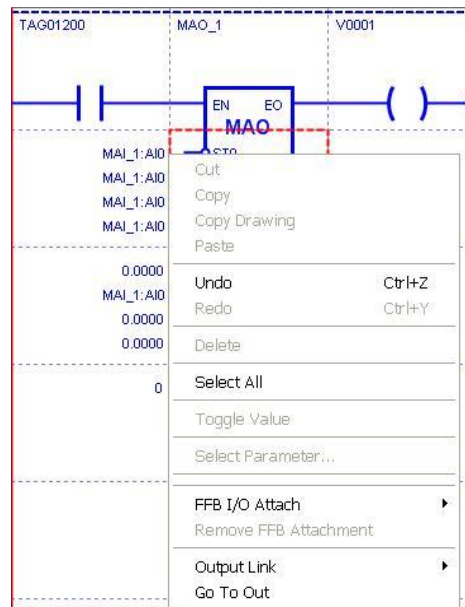 TAG01200 MAO_1 V0001
EN EO
MAO
MAI_1:AI0
MAI_1:AI0
MAI_1:AI0
MAI_1:AI0
0.0000
MAI_1:AI0
0.0000
0.0000
0
Cut
Copy
Copy Drawing
Paste
Undo Ctrl+Z
Redo Ctrl+Y
Delete
Select All
Toggle Value
Select Parameter...
FFB I/O Attach
Remove FFB Attachment
Output Link
Go To Out